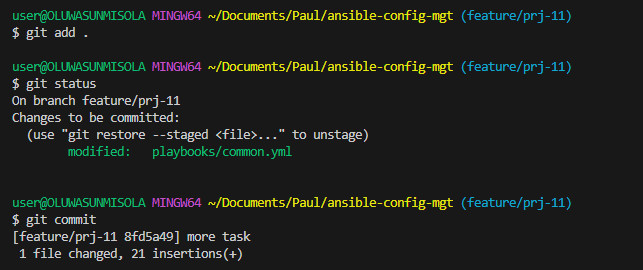 user@OLUWASUNMISOLA MINGW64 ~/Documents/Paul/ansible-config-mgt (feature/prj-11)
$ git add .
user@OLUWASUNMISOLA MINGW64 ~/Documents/Paul/ansible-config-mgt (feature/prj-11)
$ git status
On branch feature/prj-11
Changes to be committed:
  (use "git restore --staged <file>..." to unstage)
        modified:   playbooks/common.yml
user@OLUWASUNMISOLA MINGW64 ~/Documents/Paul/ansible-config-mgt (feature/prj-11)
$ git commit
[feature/prj-11 8fd5a49] more task
 1 file changed, 21 insertions(+)